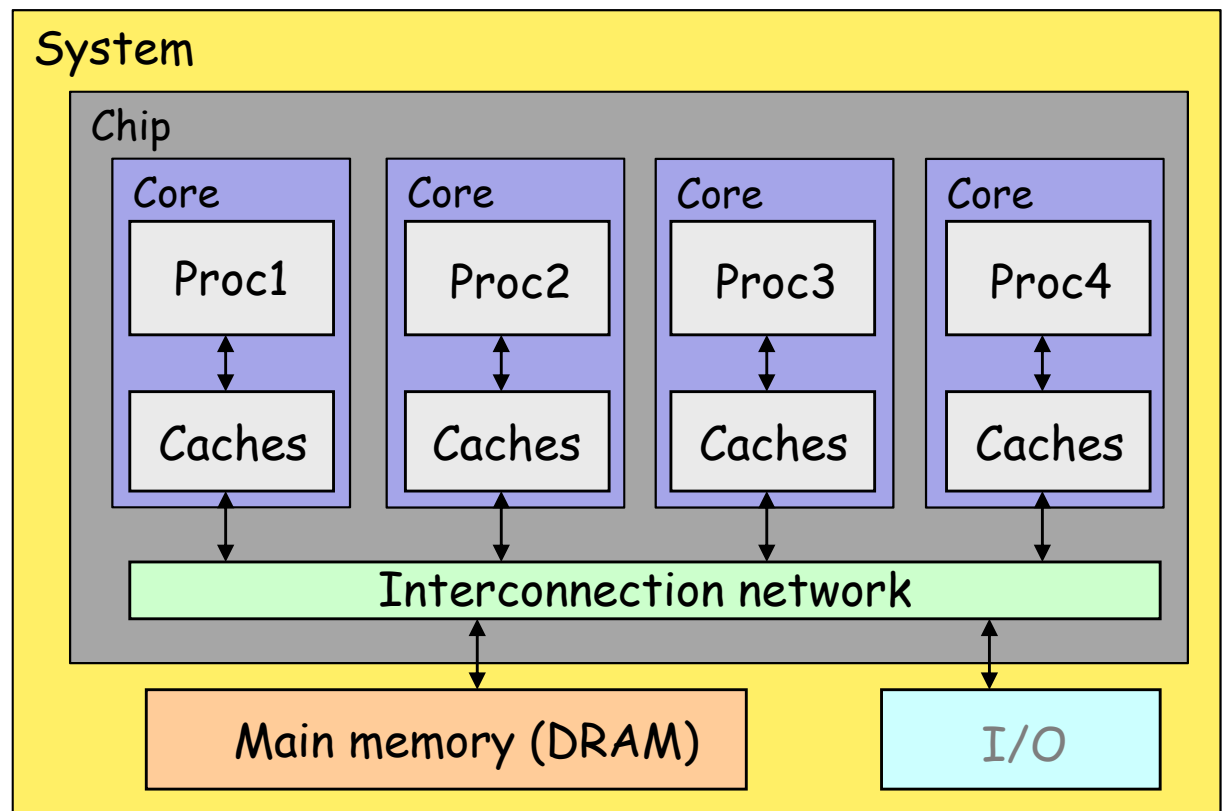 System
Chip
Core
Core
Core
Core
Proc1
Proc2
Proc3
Proc4
Caches
Caches
Caches
Caches
Interconnection network
Main memory (DRAM)
I/O